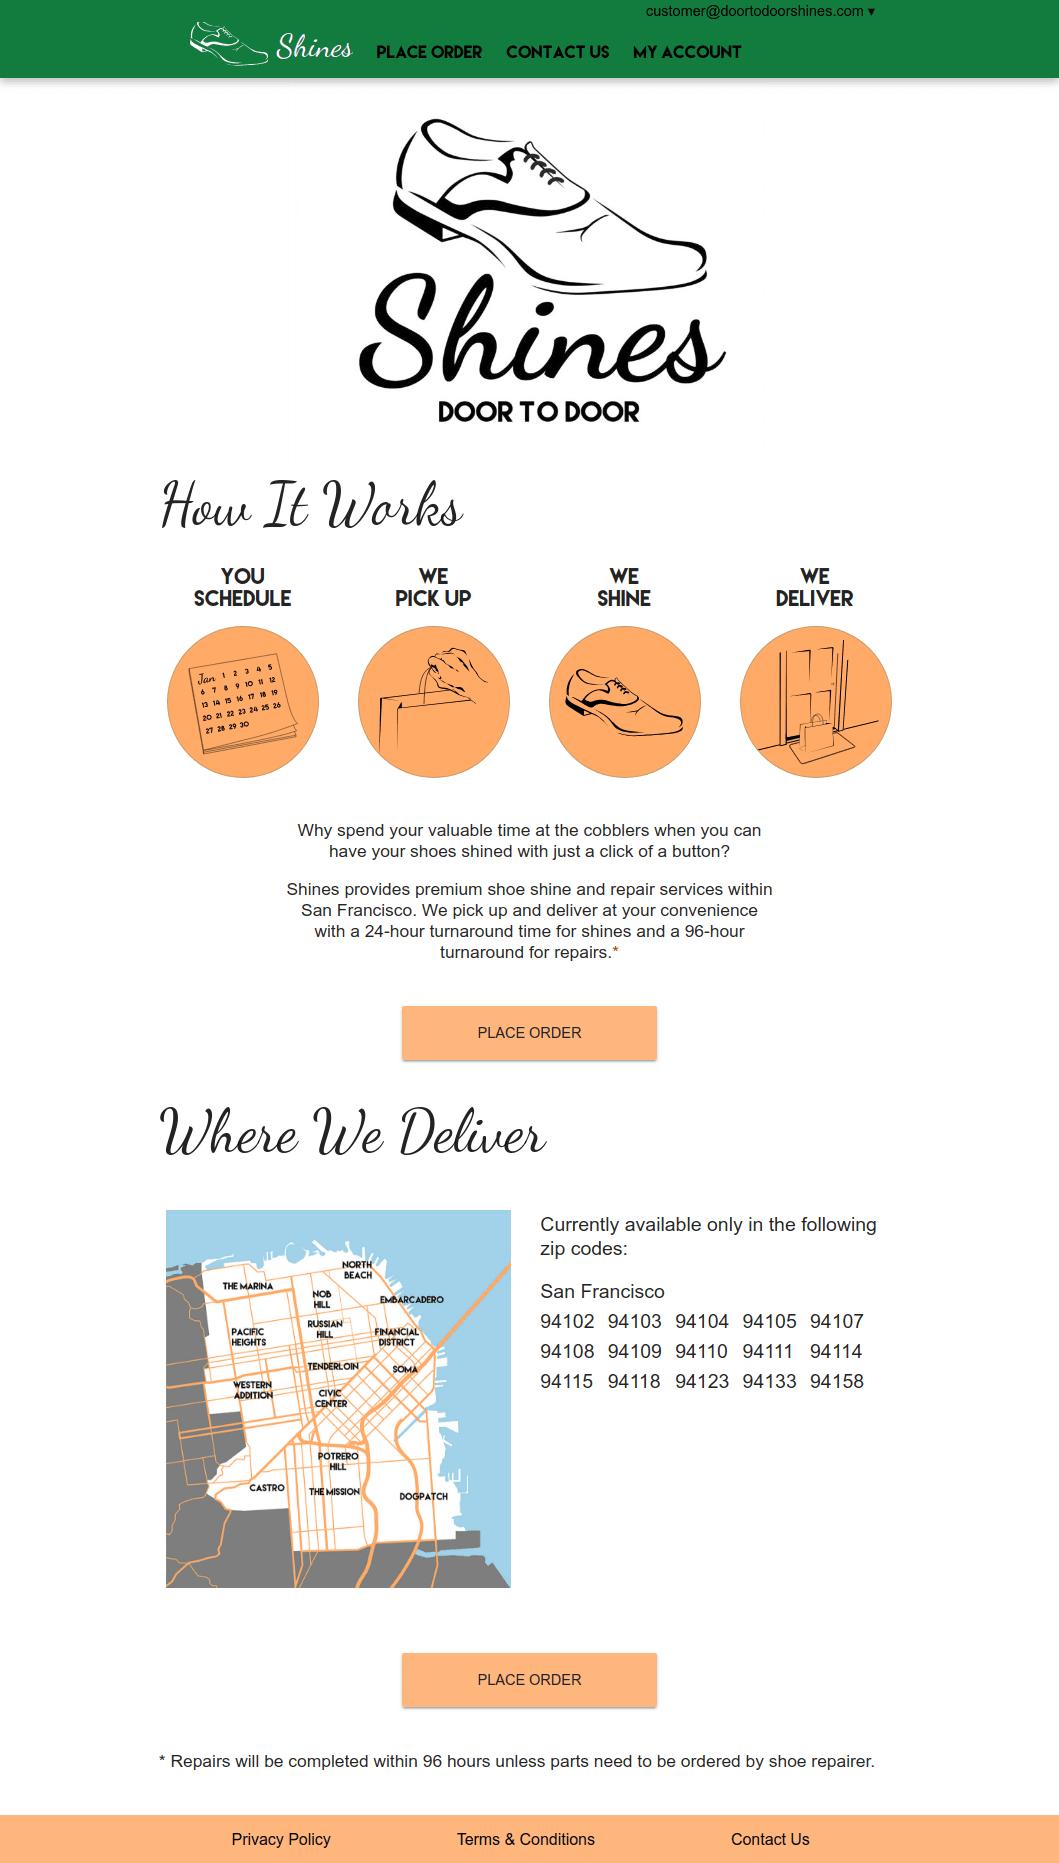 customer@doortodoorshines.com ▾
Shines PLACE ORDER CONTACT US MY ACCOUNT
Shines
DOOR TO DOOR
How It Works
YOU
SCHEDULE
WE
PICK UP
WE
SHINE
WE
DELIVER
Jan 1 2 3 4 5
6 7 8 9 10 11 12
13 14 15 16 17 18 19
20 21 22 23 24 25 26
27 28 29 30
Why spend your valuable time at the cobblers when you can
have your shoes shined with just a click of a button?
Shines provides premium shoe shine and repair services within
San Francisco. We pick up and deliver at your convenience
with a 24-hour turnaround time for shines and a 96-hour
turnaround for repairs.*
PLACE ORDER
Where We Deliver
NORTH
BEACH
THE MARINA
NOB
HILL
EMBARCADERO
RUSSIAN
HILL
PACIFIC
HEIGHTS
FINANCIAL
DISTRICT
TENDERLOIN
SOMA
WESTERN
ADDITION
CIVIC
CENTER
POTRERO
HILL
CASTRO
THE MISSION
DOGPATCH
Currently available only in the following
zip codes:
San Francisco
94102 94103 94104 94105 94107
94108 94109 94110 94111 94114
94115 94118 94123 94133 94158
PLACE ORDER
* Repairs will be completed within 96 hours unless parts need to be ordered by shoe repairer.
Privacy Policy Terms & Conditions Contact Us